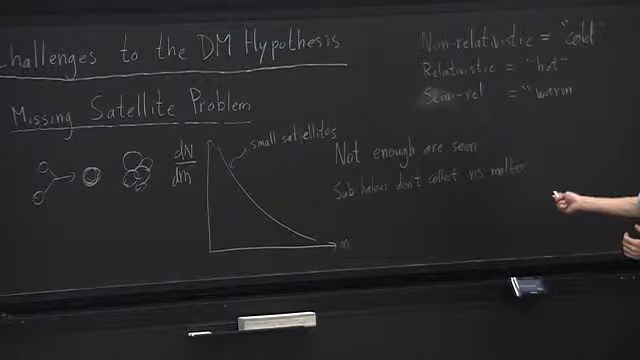 Challenges to the DM Hypothesis
Missing Satellite Problem
dN
dm
small satellites
m
Not enough are seen
Sub haloes don't collect vis matter
Non-relativistic = "cold"
Relativistic = "hot"
Semi-rel = "warm